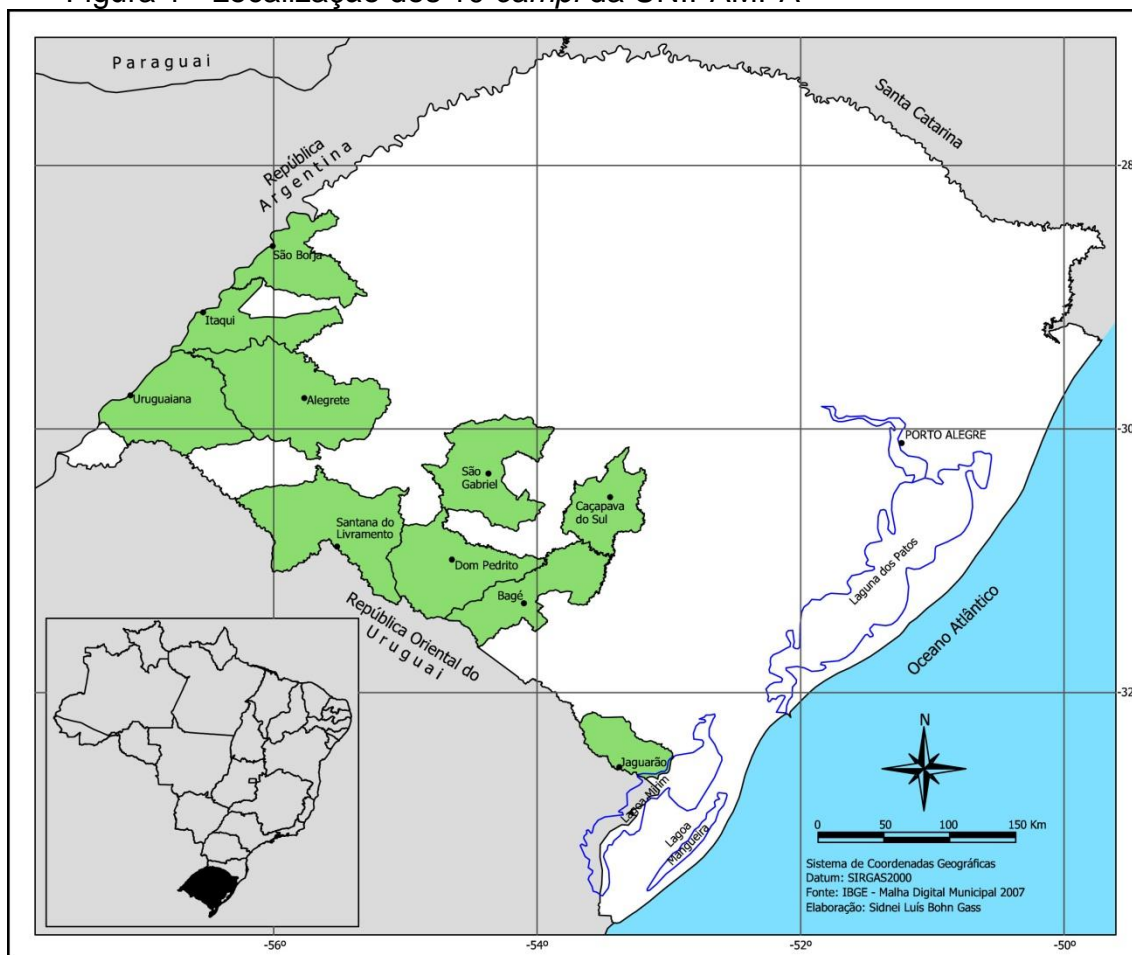 Figura 1 - Localização dos 10 campi da UNIPAMPA
Paraguai
Santa Catarina
República
Argentina
-28
São Borja
Itaqui
Uruguaiana
Alegrete
-30
PORTO ALEGRE
São
Gabriel
Caçapava
do Sul
Santana do
Livramento
Dom Pedrito
Bagé
Laguna dos Patos
República Oriental do
Uruguai
Oceano Atlântico
-32
N
Jaguarão
Lagoa Mirim
Lagoa
Mangueira
0 50 100 150 Km
Sistema de Coordenadas Geográficas
Datum: SIRGAS2000
Fonte: IBGE - Malha Digital Municipal 2007
Elaboração: Sidnei Luís Bohn Gass
-56º -54º -52º -50º